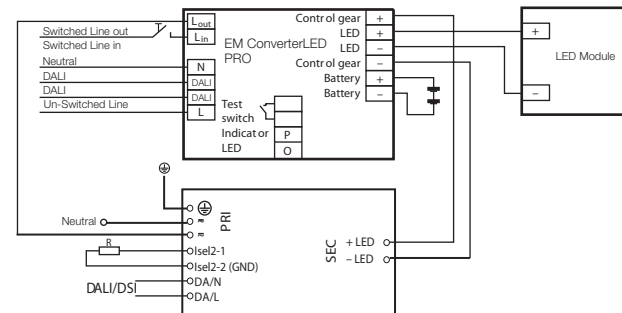 Switched Line out
Switched Line in
Neutral
DALI
DALI
Un-Switched Line
Lout
Lin
N
DALI
DALI
L
EM ConverterLED
PRO
Test
switch
Indicator
LED
P
O
Control gear +
LED +
LED –
Control gear –
Battery +
Battery –
+
–
LED Module
Neutral
R
DALI/DSI
PRI
≂
=
Isel2-1
Isel2-2 (GND)
DA/N
DA/L
SEC
+ LED
– LED